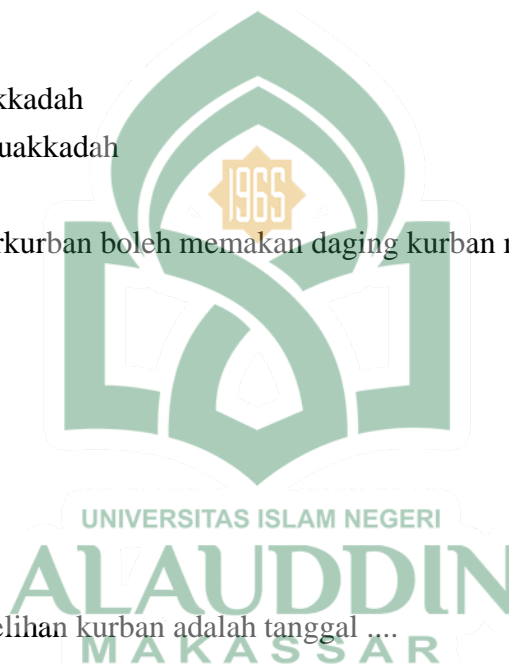 kkadah
uakkadah
1965
rkurban boleh memakan daging kurban
UNIVERSITAS ISLAM NEGERI
ALAUDDIN
elihan kurban adalah tanggal ....
MAKASSAR